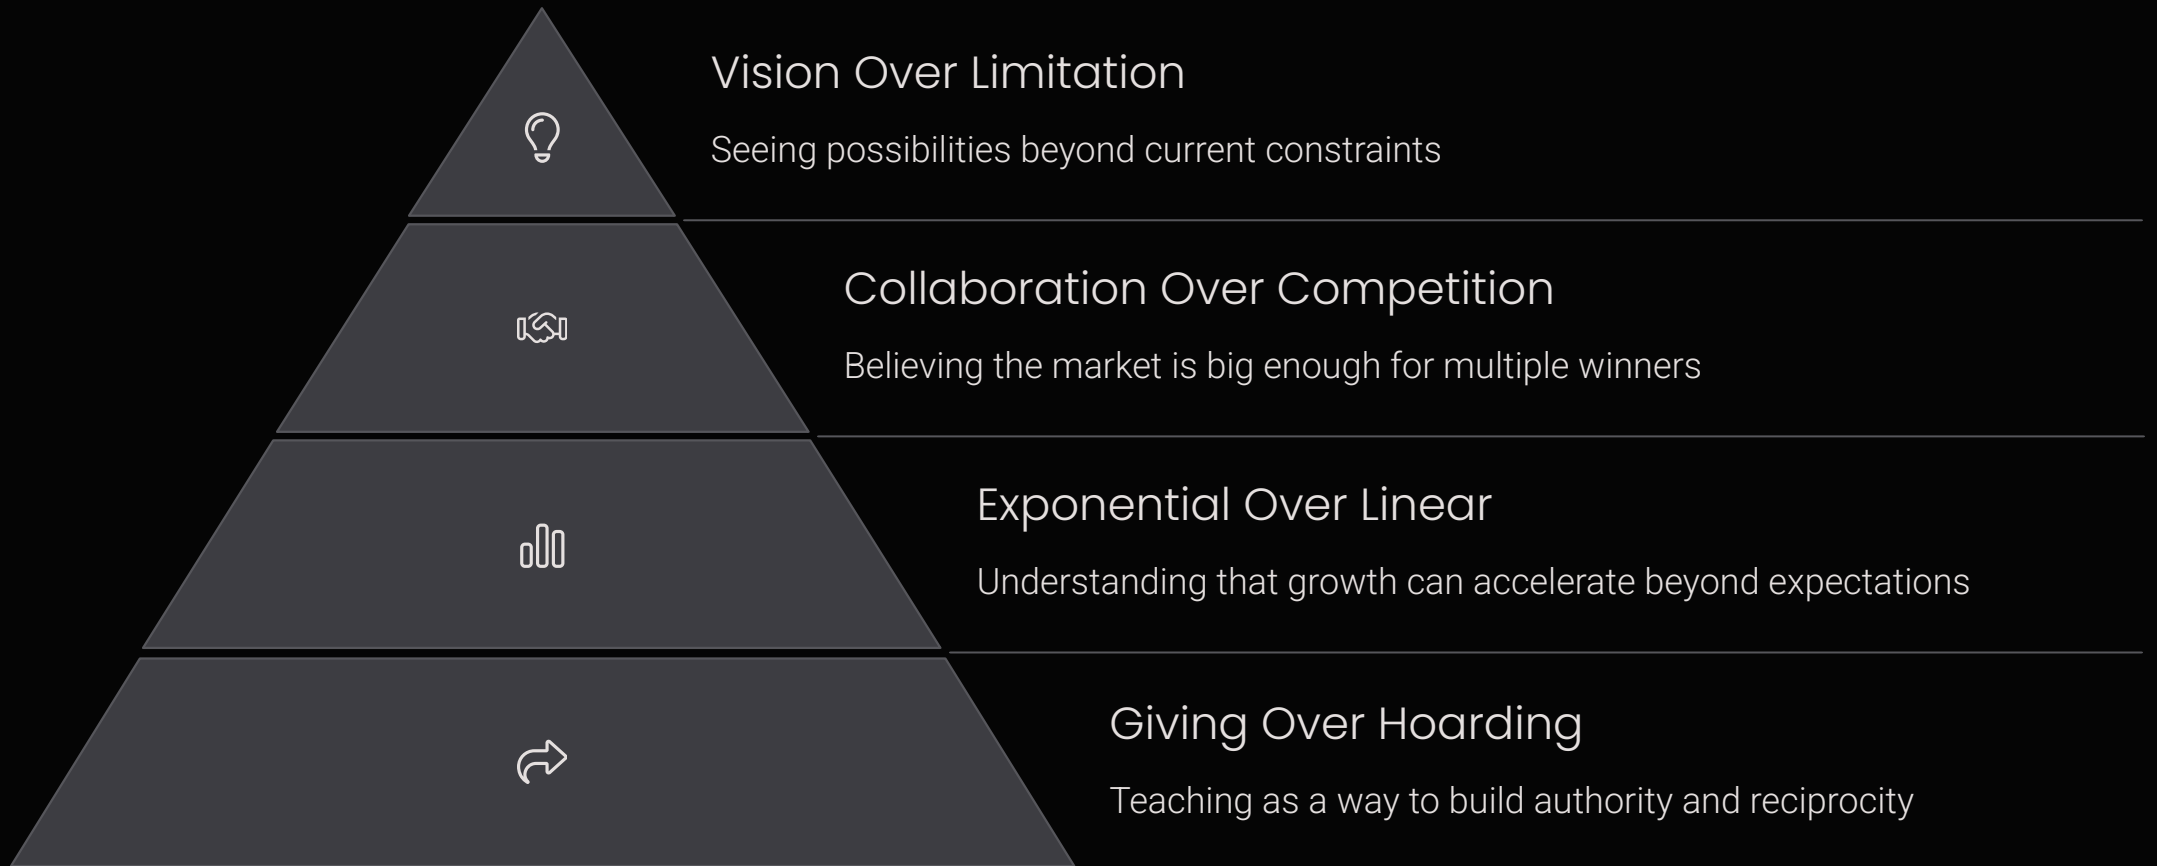 Vision Over Limitation
Seeing possibilities beyond current constraints
Collaboration Over Competition
Believing the market is big enough for multiple winners
Exponential Over Linear
Understanding that growth can accelerate beyond expectations
Giving Over Hoarding
Teaching as a way to build authority and reciprocity